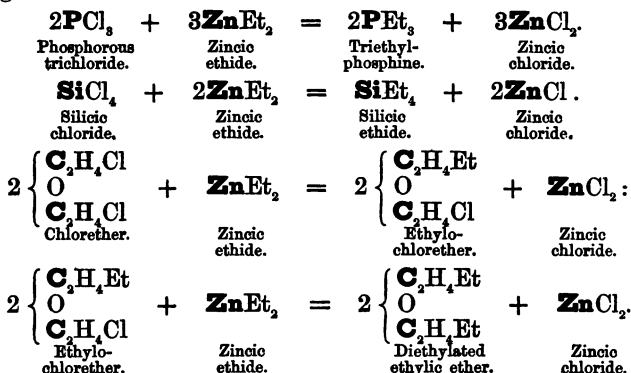 2PCl₃ + 3ZnEt₂ = 2PEt₃ + 3ZnCl₂.
Phosphorous trichloride. Zincic ethide. Triethyl-phosphine. Zincic chloride.
SiCl₄ + 2ZnEt₂ = SiEt₄ + 2ZnCl .
Silicic chloride. Zincic ethide. Silicic ethide. Zincic chloride.
2 { C₂H₄Cl O C₂H₄Cl + ZnEt₂ = 2 { C₂H₄Et O C₂H₄Cl + ZnCl₂:
Chlorether. Zincic ethide. Ethylo-chlorether. Zincic chloride.
2 { C₂H₄Et O C₂H₄Cl + ZnEt₂ = 2 { C₂H₄Et O C₂H₄Et + ZnCl₂.
Ethylo-chlorether. Zincic ethide. Diethylated ethylic ether. Zincic chloride.